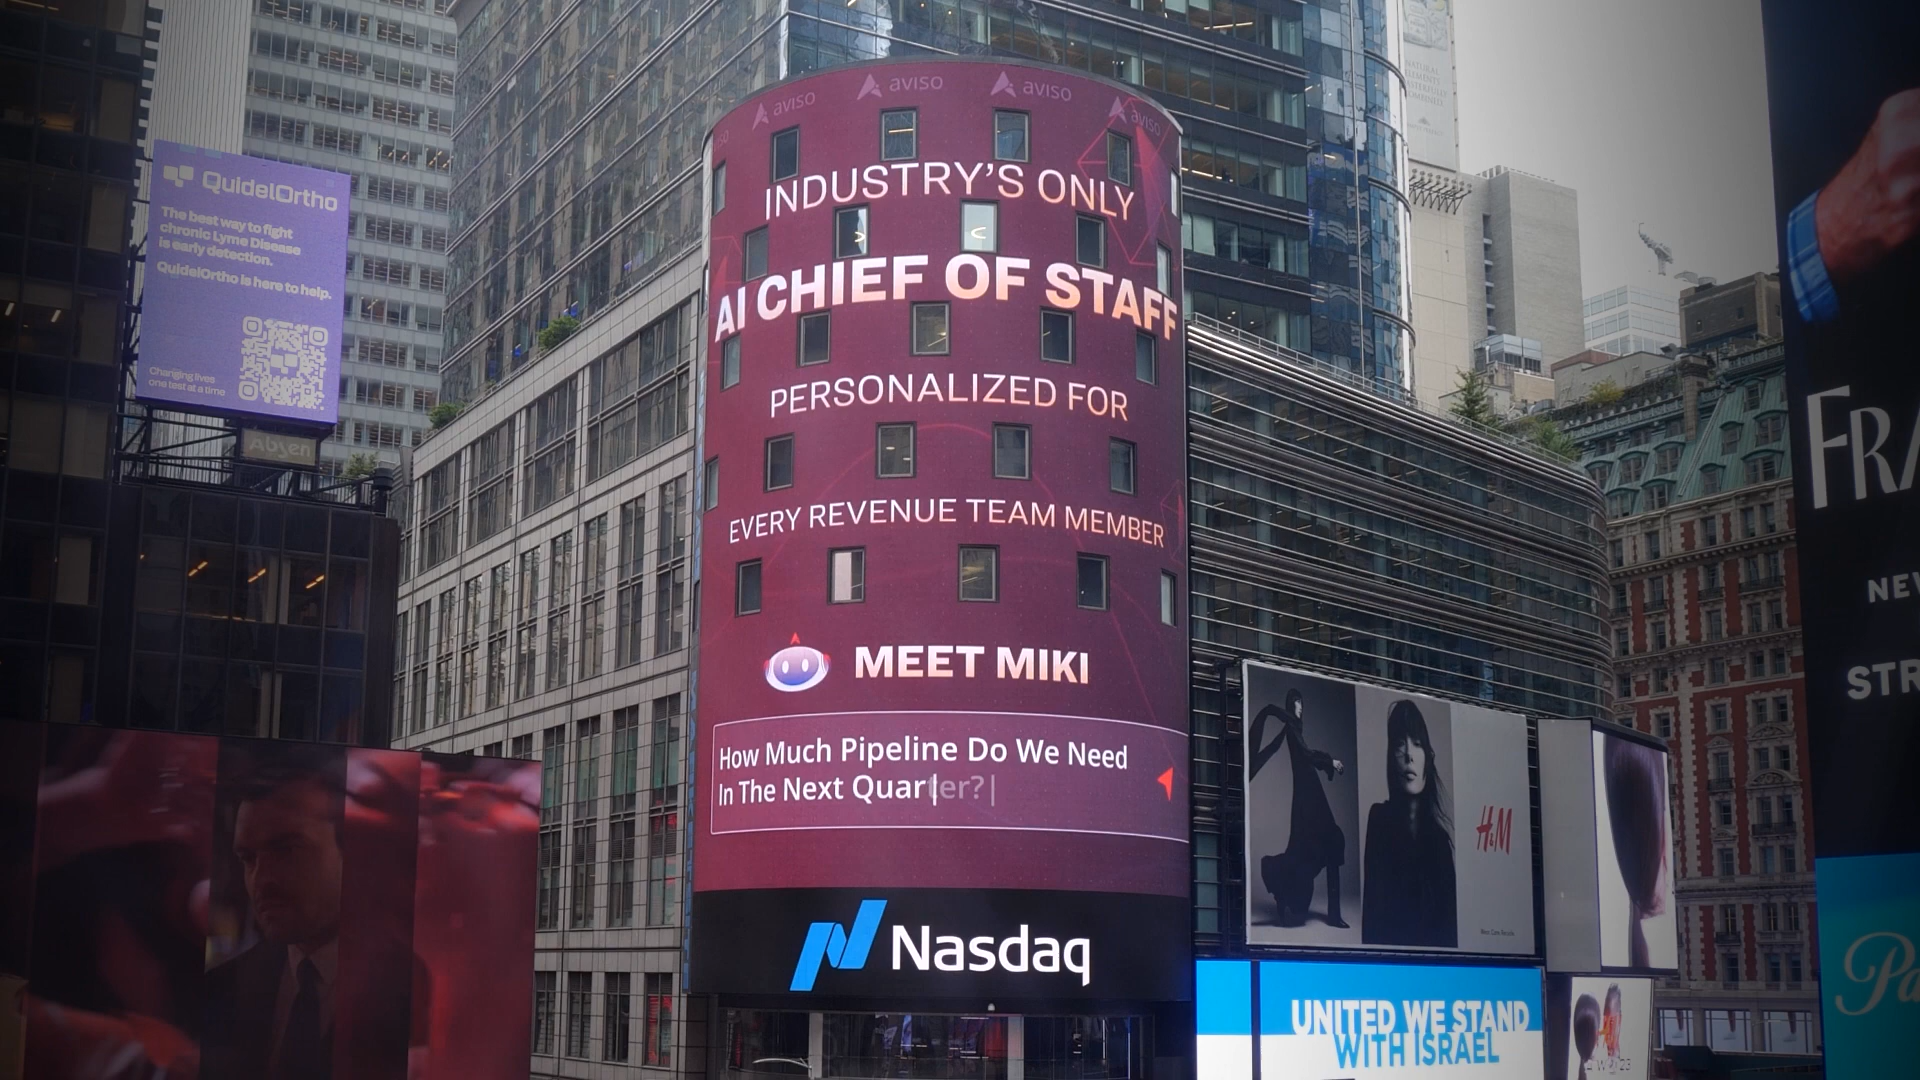 QuidelOrtho
The best way to fight
chronic Lyme Disease
is early detection.
QuidelOrtho is here to help.
Changing lives
one test at a time
Absen
aviso aviso aviso aviso
INDUSTRY'S ONLY
AI CHIEF OF STAFF
PERSONALIZED FOR
EVERY REVENUE TEAM MEMBER
MEET MIKI
How Much Pipeline Do We Need
In The Next Quarter?
Nasdaq
H&M
UNITED WE STAND
WITH ISRAEL
FRA
NEW
STR
Pa